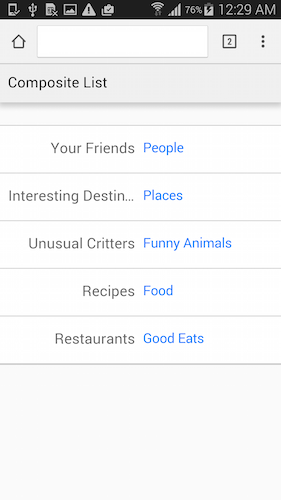 76% 12:29 AM
2
Composite List
Your Friends People
Interesting Destin... Places
Unusual Critters Funny Animals
Recipes Food
Restaurants Good Eats